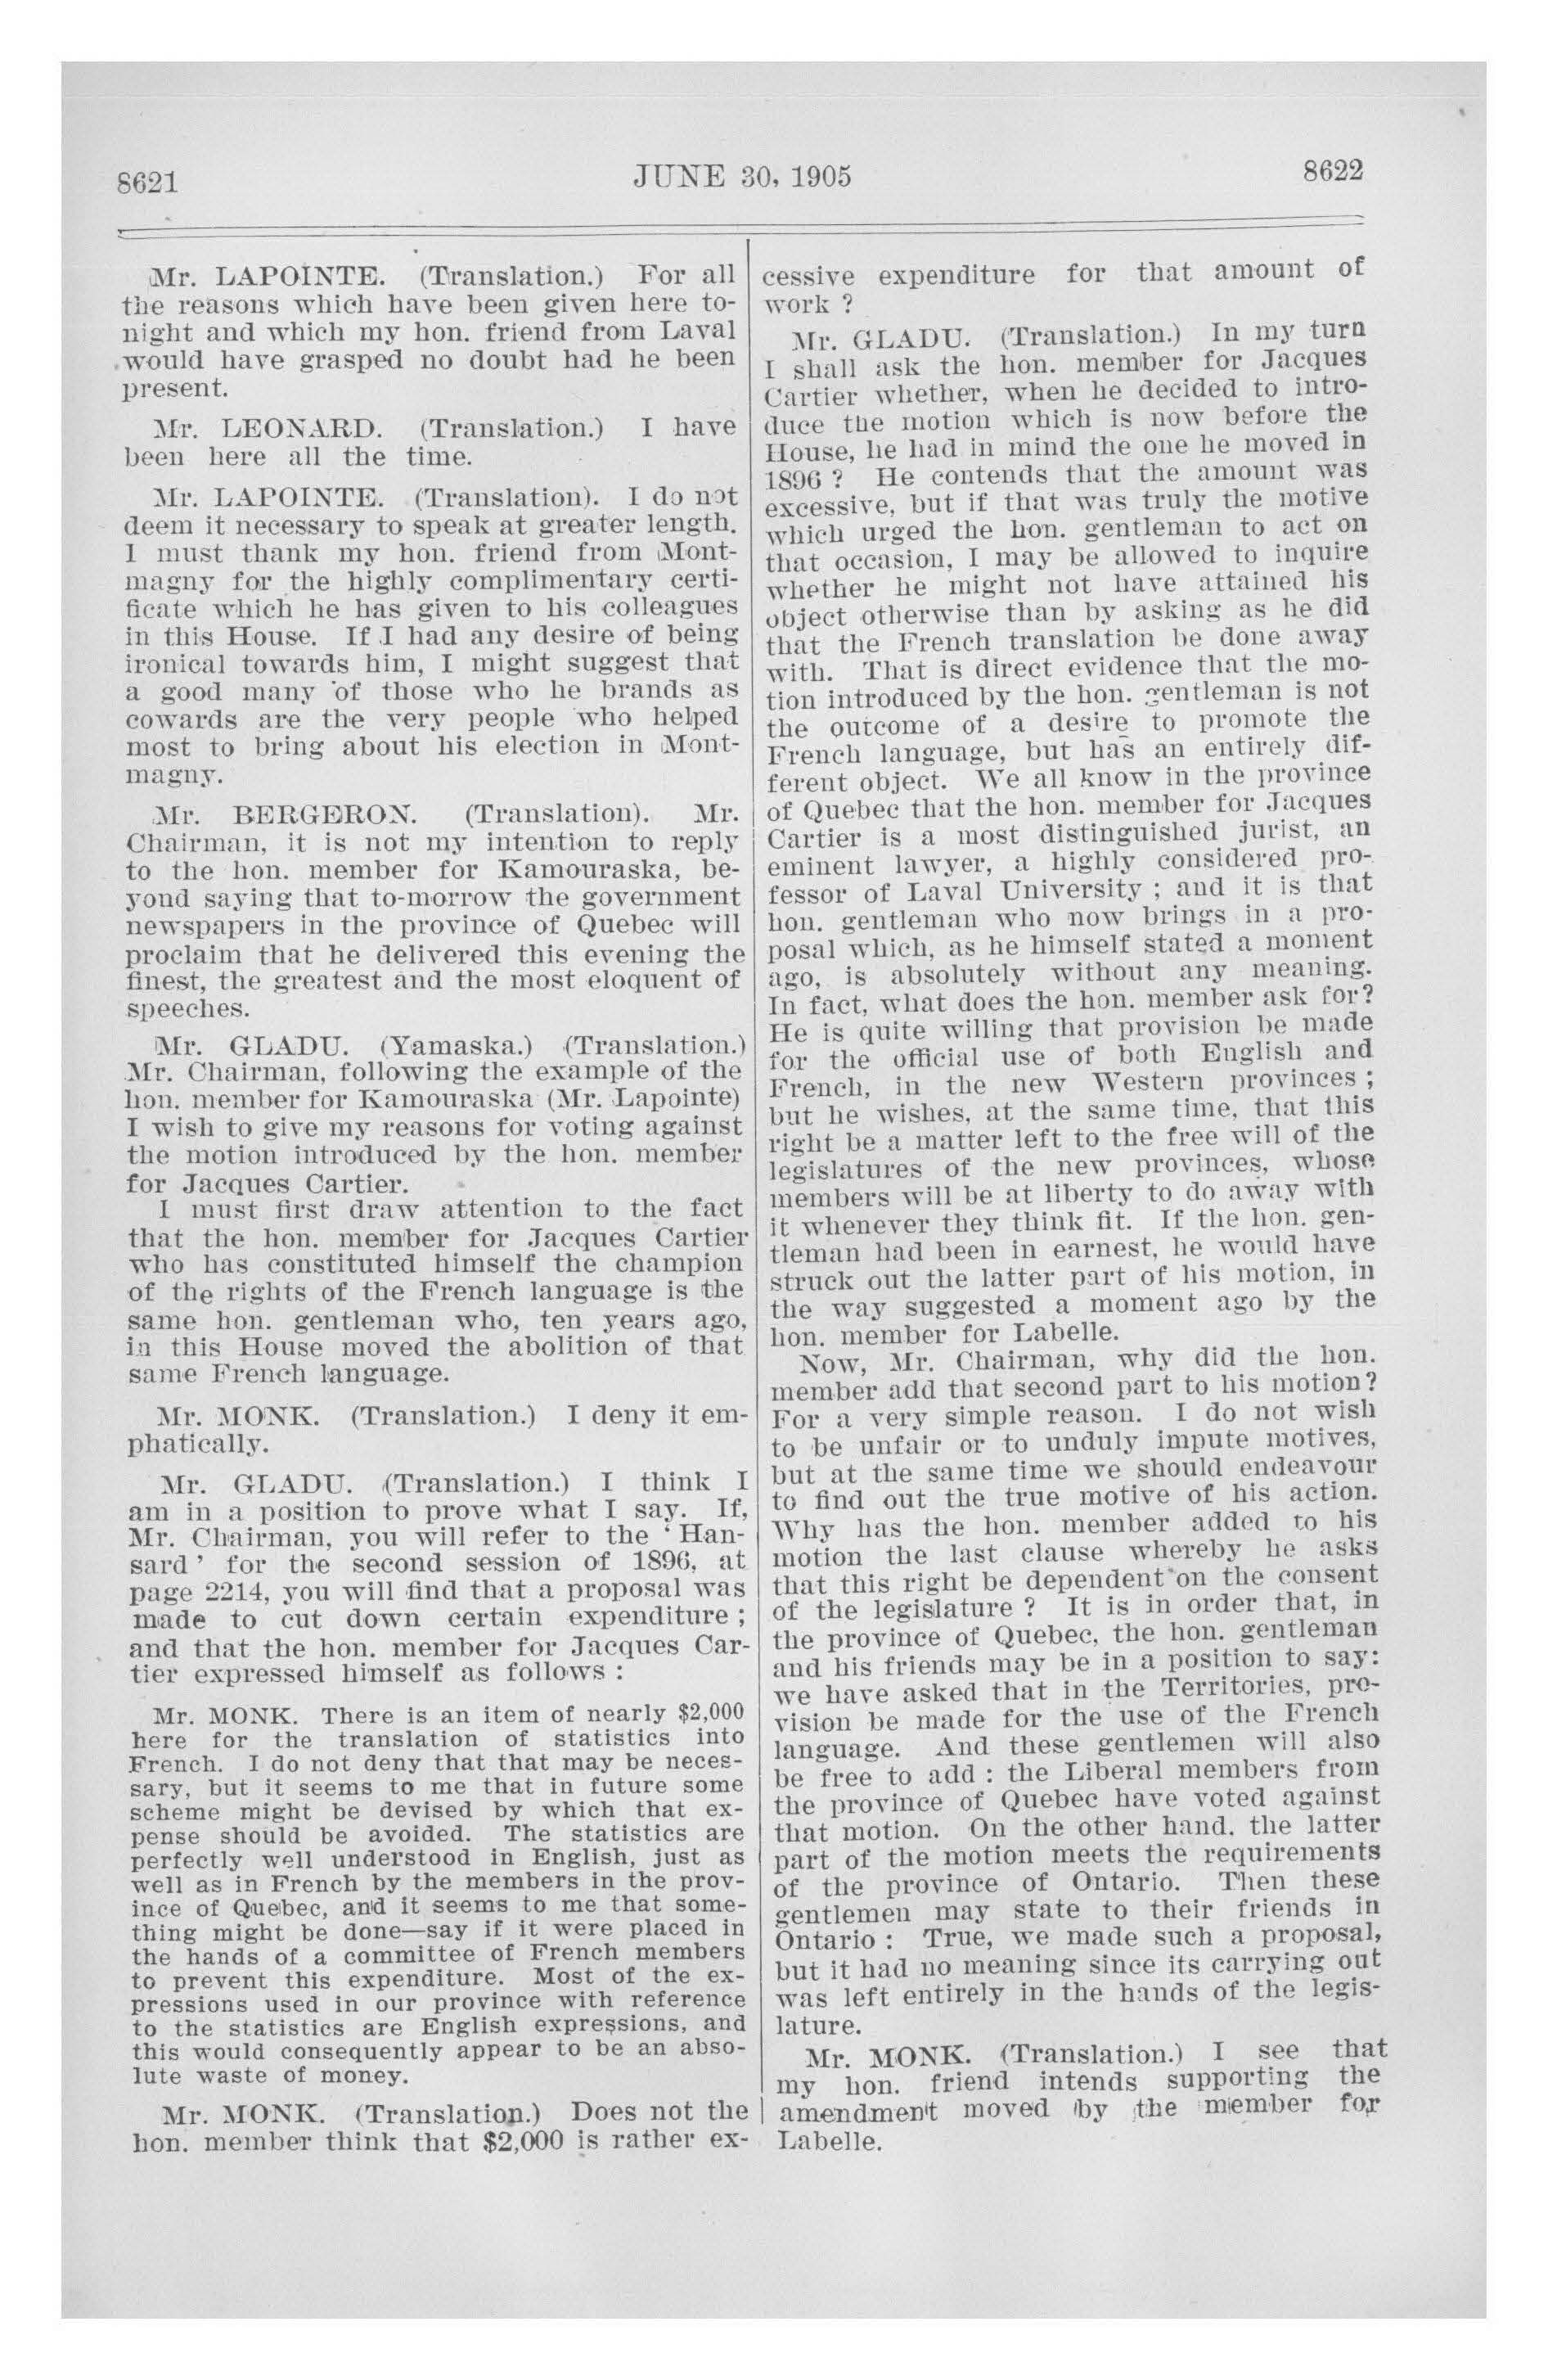 8621
JUNE 30, 1905
8622
Mr. LAPOINTE. (Translation.) For all
the reasons which have been given here to-
night and which my hon. friend from Laval
would have grasped no doubt had he been
present.
Mr. LEONARD. (Translation.) I have
been here all the time.
Mr. LAPOINTE. (Translation). I do not
deem it necessary to speak at greater length.
I must thank my hon. friend from Mont-
magny for the highly complimentary certi-
ficate which he has given to his colleagues
in this House. If I had any desire of being
ironical towards him, I might suggest that
a good many of those who he brands as
cowards are the very people who helped
most to bring about his election in Mont-
magny.
Mr. BERGERON. (Translation). Mr.
Chairman, it is not my intention to reply
to the hon. member for Kamouraska, be-
yond saying that to-morrow the government
newspapers in the province of Quebec will
proclaim that he delivered this evening the
finest, the greatest and the most eloquent of
speeches.
Mr. GLADU. (Yamaska.) (Translation.)
Mr. Chairman, following the example of the
hon. member for Kamouraska (Mr. Lapointe)
I wish to give my reasons for voting against
the motion introduced by the hon. member
for Jacques Cartier.
I must first draw attention to the fact
that the hon. member for Jacques Cartier
who has constituted himself the champion
of the rights of the French language is the
same hon. gentleman who, ten years ago,
in this House moved the abolition of that
same French language.
Mr. MONK. (Translation.) I deny it em-
phatically.
Mr. GLADU. (Translation.) I think I
am in a position to prove what I say. If,
Mr. Chairman, you will refer to the ‘ Han-
sard ’ for the second session of 1896, at
page 2214, you will find that a proposal was
made to cut down certain expenditure ;
and that the hon. member for Jacques Car-
tier expressed himself as follows :
Mr. MONK. There is an item of nearly $2,000
here for the translation of statistics into
French. I do not deny that that may be neces-
sary, but it seems to me that in future some
scheme might be devised by which that ex-
pense should be avoided. The statistics are
perfectly well understood in English, just as
well as in French by the members in the prov-
ince of Quebec, and it seems to me that some-
thing might be done—say if it were placed in
the hands of a committee of French members
to prevent this expenditure. Most of the ex-
pressions used in our province with reference
to the statistics are English expressions, and
this would consequently appear to be an abso-
lute waste of money.
Mr. MONK. (Translation.) Does not the
hon. member think that $2,000 is rather ex-
cessive expenditure for that amount of
work ?
Mr. GLADU. (Translation.) In my turn
I shall ask the hon. member for Jacques
Cartier whether, when he decided to intro-
duce the motion which is now before the
House, he had in mind the one he moved in
1896 ? He contends that the amount was
excessive, but if that was truly the motive
which urged the hon. gentleman to act on
that occasion, I may be allowed to inquire
whether he might not have attained his
object otherwise than by asking as he did
that the French translation be done away
with. That is direct evidence that the mo-
tion introduced by the hon. gentleman is not
the outcome of a desire to promote the
French language, but has an entirely dif-
ferent object. We all know in the province
of Quebec that the hon. member for Jacques
Cartier is a most distinguished jurist, an
eminent lawyer, a highly considered pro-
fessor of Laval University ; and it is that
hon. gentleman who now brings in a pro-
posal which, as he himself stated a moment
ago, is absolutely without any meaning.
In fact, what does the hon. member ask for?
He is quite willing that provision be made
for the official use of both English and
French, in the new Western provinces ;
but he wishes, at the same time, that this
right be a matter left to the free will of the
legislatures of the new provinces, whose
members will be at liberty to do away with
it whenever they think fit. If the hon. gen-
tleman had been in earnest, he would have
struck out the latter part of his motion, in
the way suggested a moment ago by the
hon. member for Labelle.
Now, Mr. Chairman, why did the hon.
member add that second part to his motion?
For a very simple reason. I do not wish
to be unfair or to unduly impute motives,
but at the same time we should endeavour
to find out the true motive of his action.
Why has the hon. member added to his
motion the last clause whereby he asks
that this right be dependent on the consent
of the legislature ? It is in order that, in
the province of Quebec, the hon. gentleman
and his friends may be in a position to say:
we have asked that in the Territories, pro-
vision be made for the use of the French
language. And these gentlemen will also
be free to add : the Liberal members from
the province of Quebec have voted against
that motion. On the other hand, the latter
part of the motion meets the requirements
of the province of Ontario. Then these
gentlemen may state to their friends in
Ontario : True, we made such a proposal,
but it had no meaning since its carrying out
was left entirely in the hands of the legis-
lature.
Mr. MONK. (Translation.) I see that
my hon. friend intends supporting the
amendment moved by the member for
Labelle.